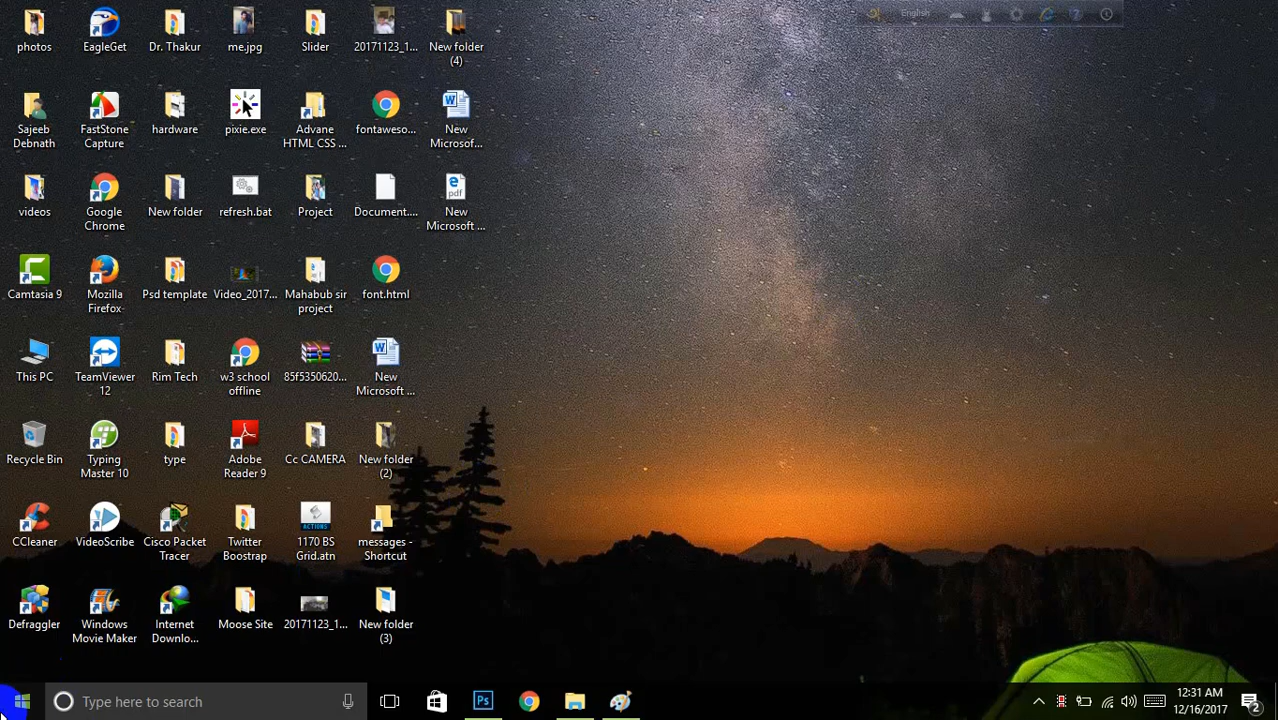 English
photos
EagleGet
Dr. Thakur
me.jpg
Slider
20171123_1...
New folder
(4)
Sajeeb
Debnath
FastStone
Capture
hardware
pixie.exe
Advane
HTML CSS ...
fontaweso...
New
Microsof...
videos
Google
Chrome
New folder
refresh.bat
Project
Document....
pdf
New
Microsoft ...
Camtasia 9
Mozilla
Firefox
Psd template
Video_2017...
Mahabub sir
project
font.html
This PC
TeamViewer
12
Rim Tech
w3 school
offline
85f5350620...
New
Microsoft ...
Recycle Bin
Typing
Master 10
type
Adobe
Reader 9
Cc CAMERA
New folder
(2)
CCleaner
VideoScribe
Cisco Packet
Tracer
Twitter
Boostrap
ACTIONS
1170 BS
Grid.atn
messages -
Shortcut
Defraggler
Windows
Movie Maker
Internet
Downlo...
Moose Site
20171123_1...
New folder
(3)
Type here to search
Ps
12:31 AM
12/16/2017
2